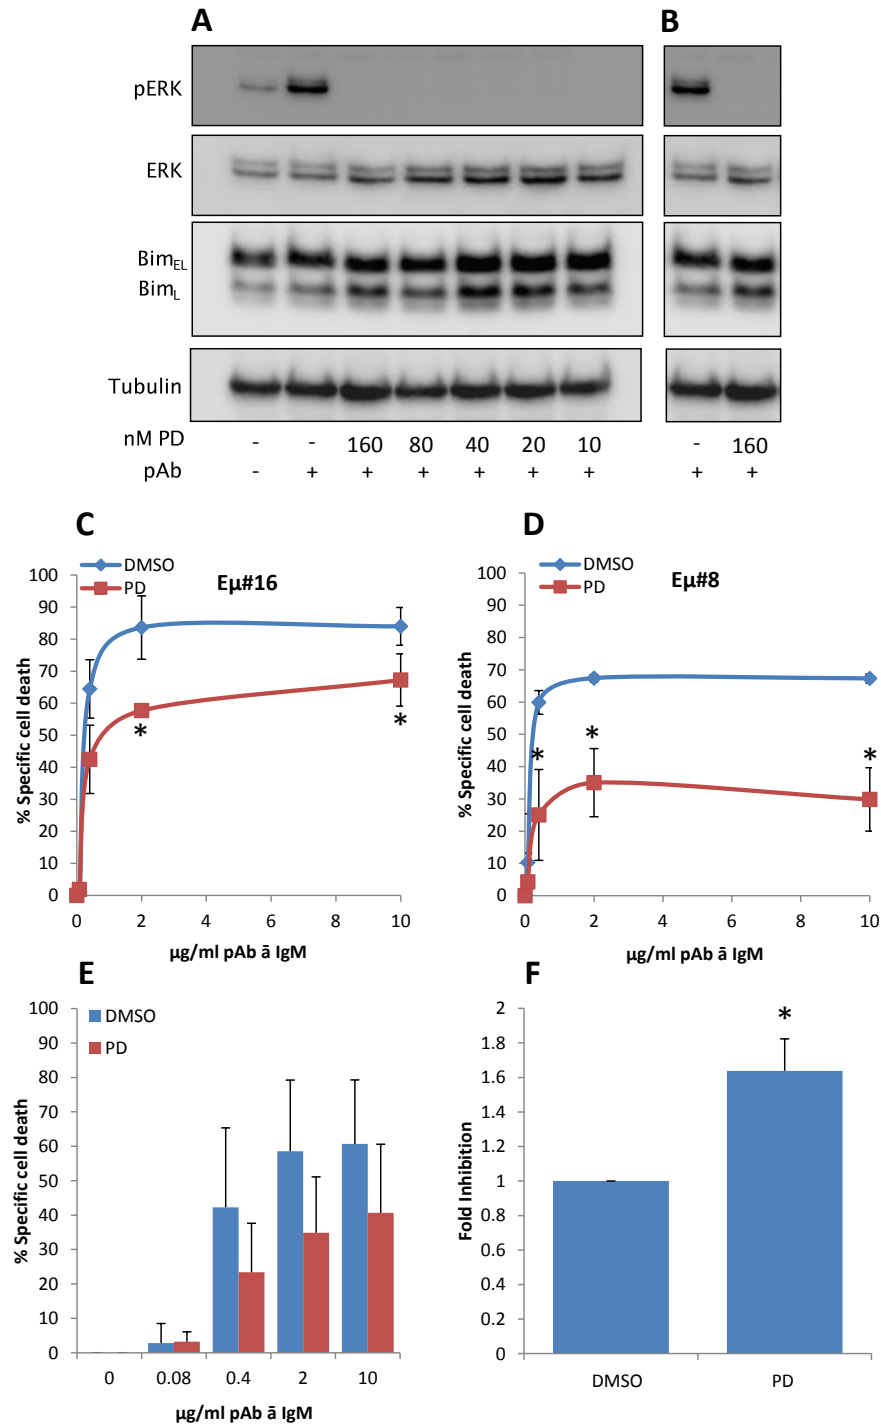 A B
pERK
ERK
BimEL
BimL
Tubulin
nM PD - - 160 80 40 20 10 - 160
pAb - + + + + + + + +
C
DMSO
PD
Eμ#16
100
90
80
70
60
50
40
30
20
10
0
% Specific cell death
*
*
0 2 4 6 8 10
μg/ml pAb ā IgM
D
DMSO
PD
Eμ#8
100
90
80
70
60
50
40
30
20
10
0
% Specific cell death
*
*
*
0 2 4 6 8 10
μg/ml pAb ā IgM
E
DMSO
PD
100
90
80
70
60
50
40
30
20
10
0
% Specific cell death
0 0.08 0.4 2 10
μg/ml pAb ā IgM
F
2
1.8
1.6
1.4
1.2
1
0.8
0.6
0.4
0.2
0
Fold Inhibition
*
DMSO PD